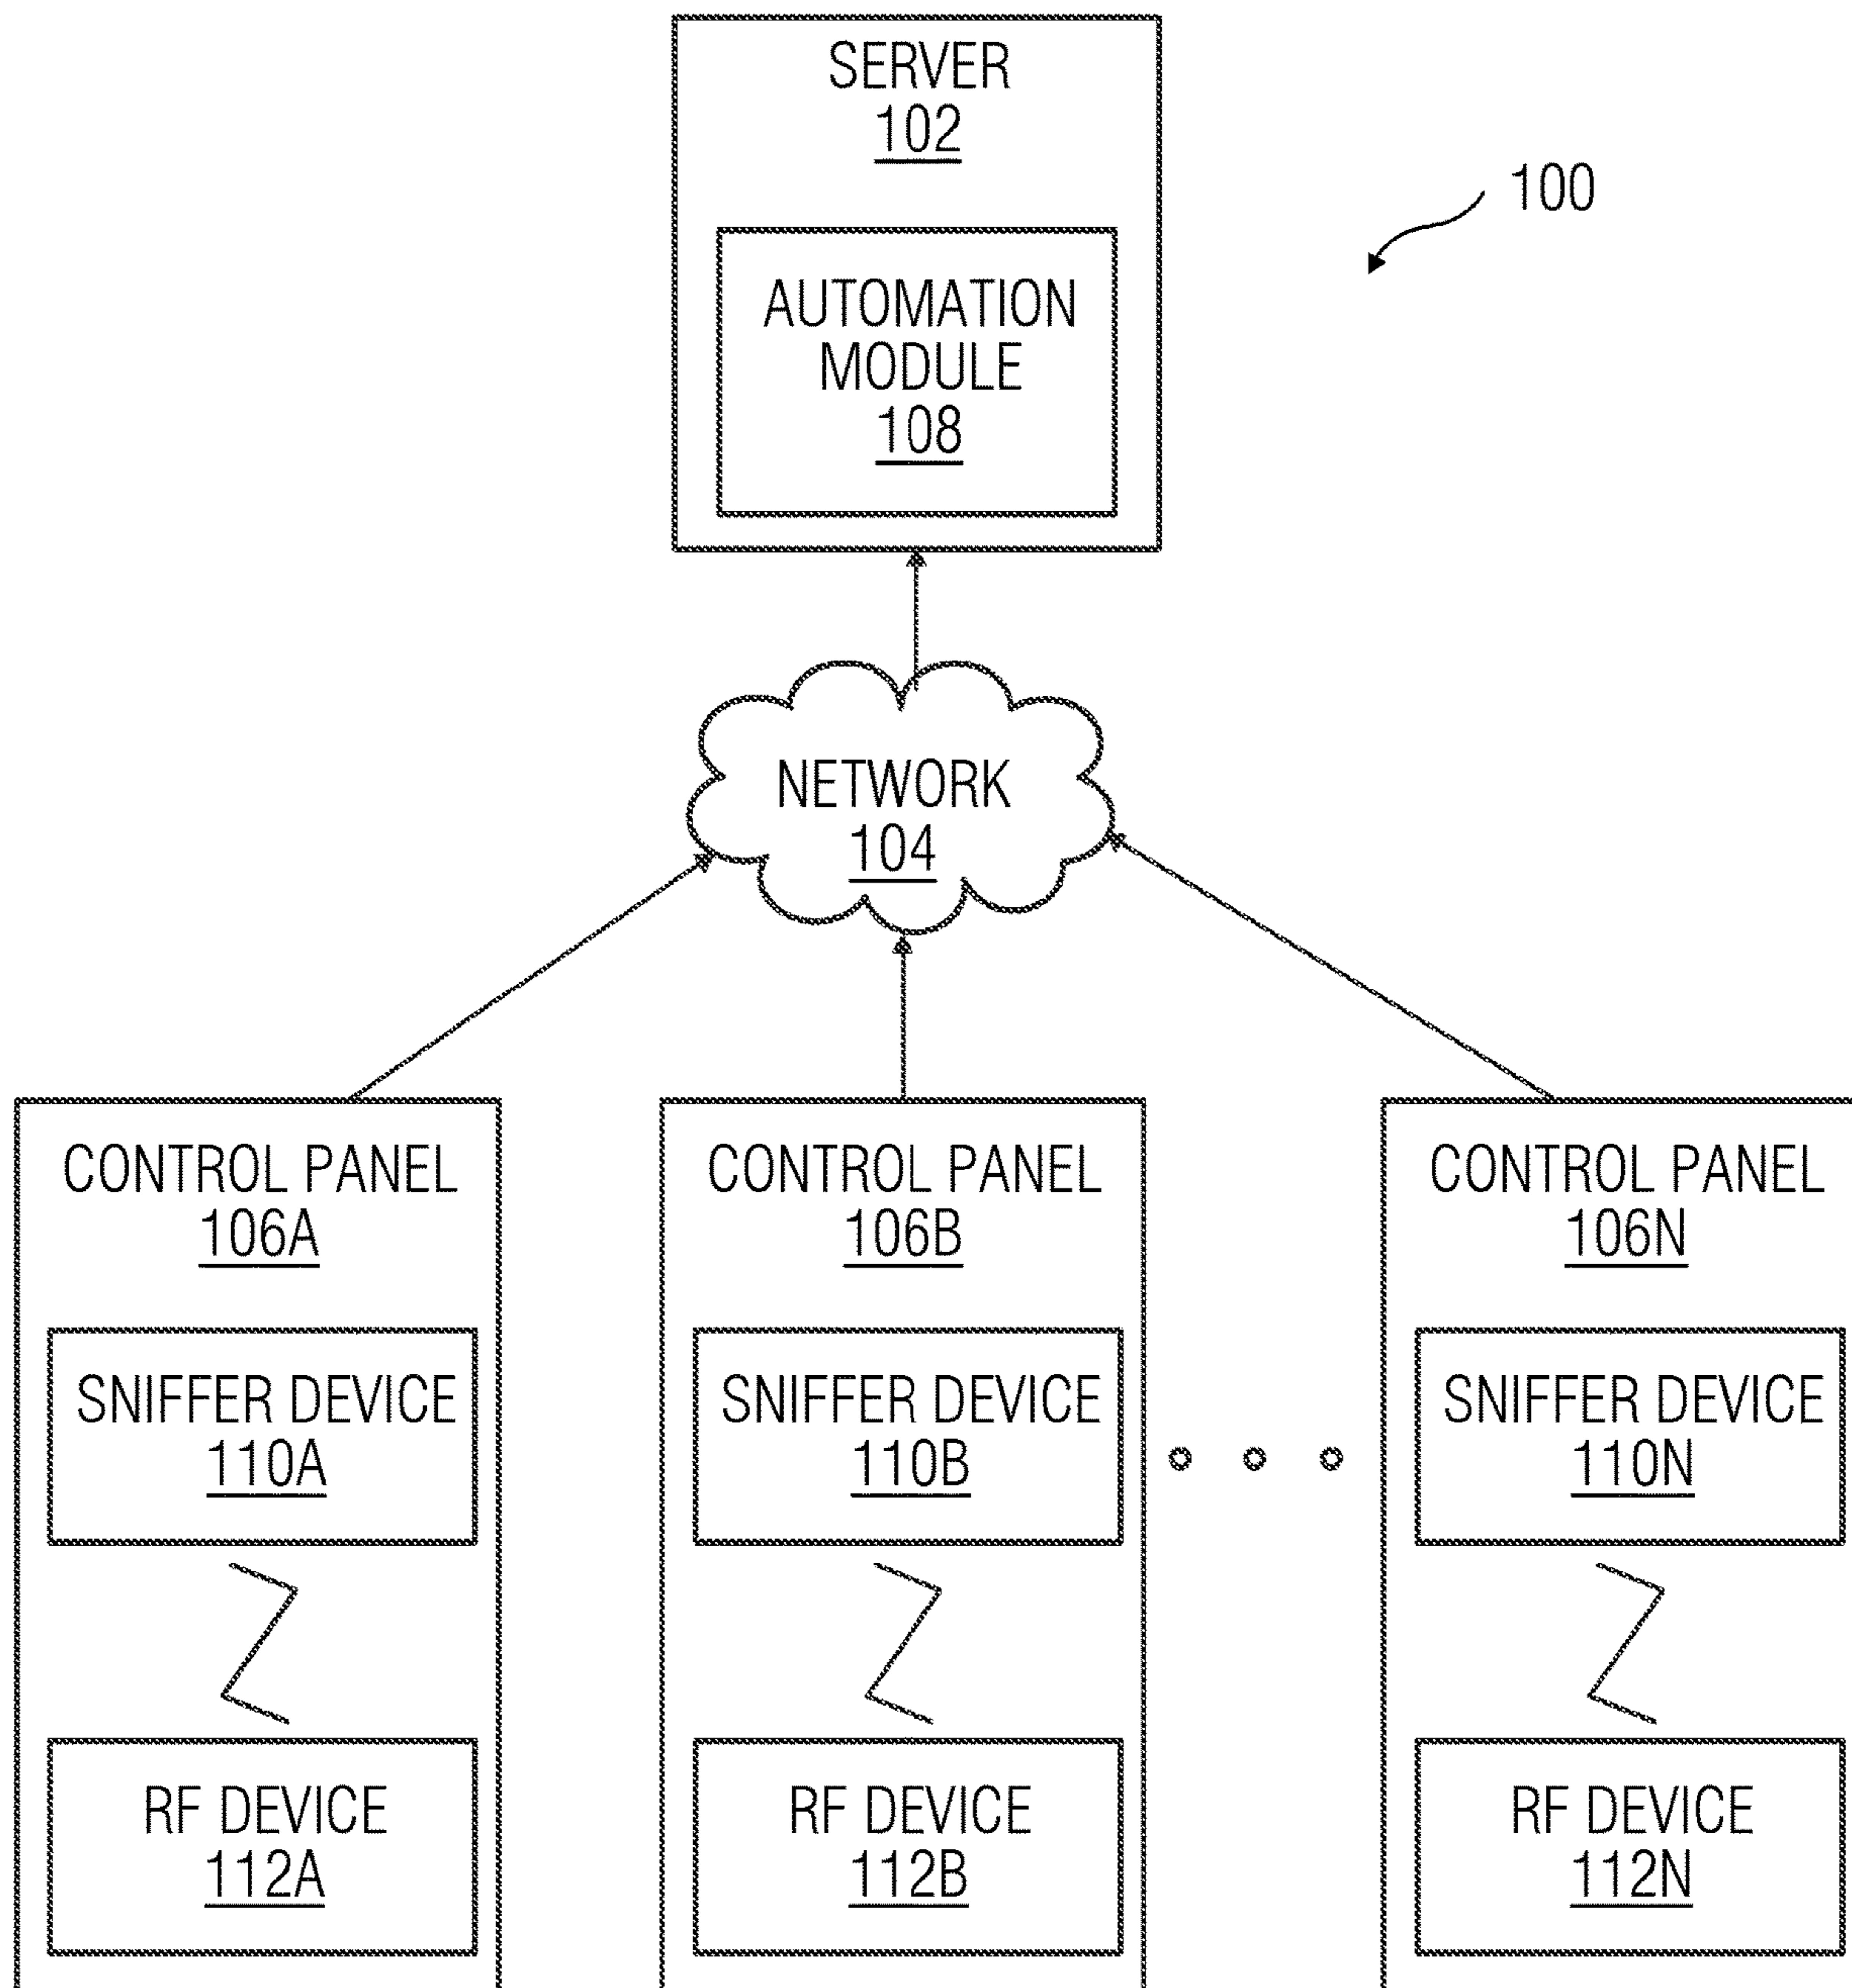 SERVER
102
100
AUTOMATION
MODULE
108
NETWORK
104
CONTROL PANEL
106A
SNIFFER DEVICE
110A
RF DEVICE
112A
CONTROL PANEL
106B
SNIFFER DEVICE
110B
RF DEVICE
112B
CONTROL PANEL
106N
SNIFFER DEVICE
110N
RF DEVICE
112N